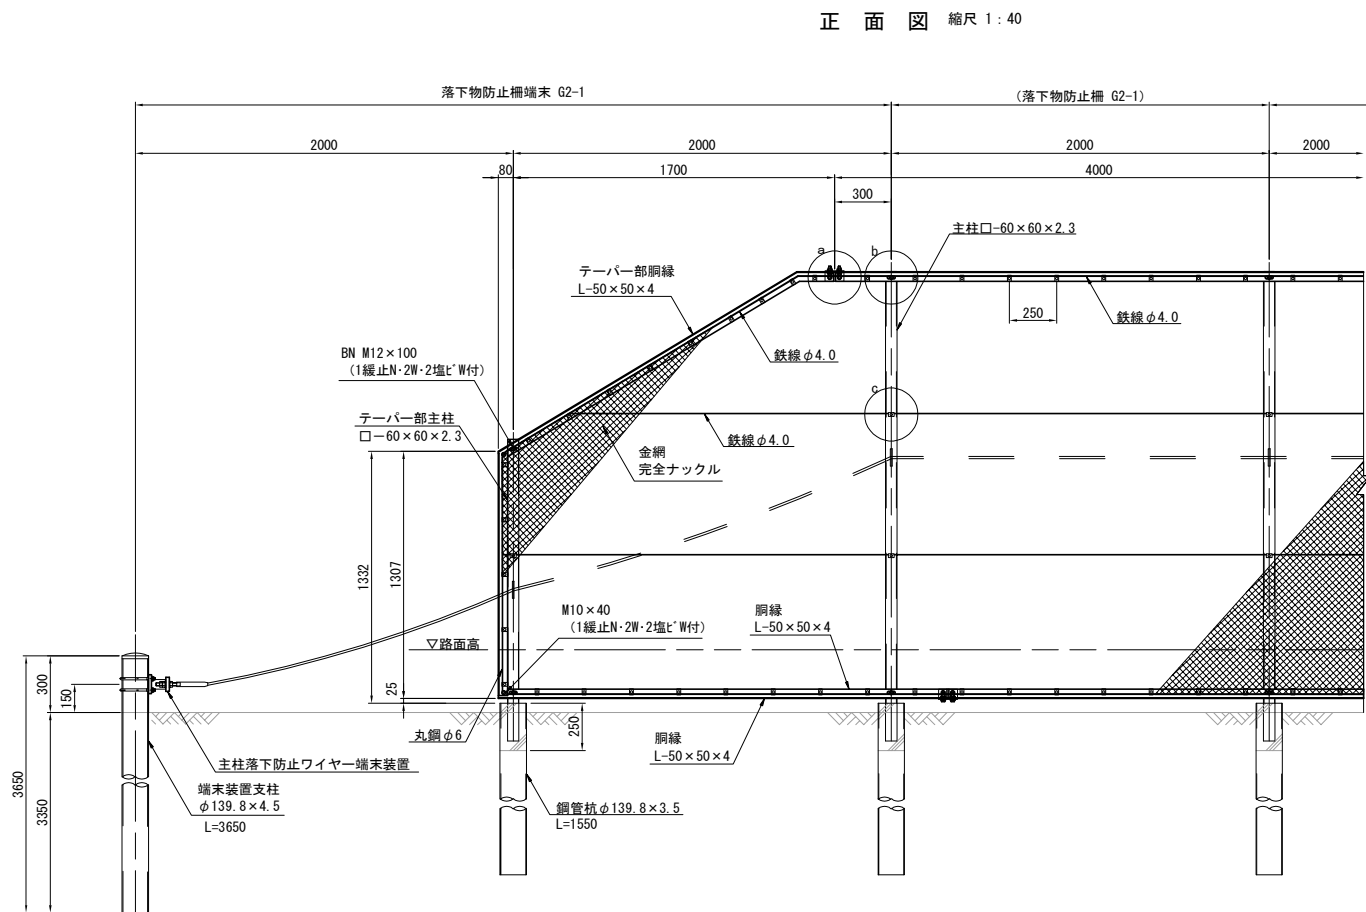 正面図 縮尺 1：40
落下物防止柵端末 G2-1
(落下物防止柵 G2-1)
2000
2000
2000
2000
80
1700
4000
300
主柱口-60×60×2.3
a
b
テーパー部胴縁
L-50×50×4
250
鉄線φ4.0
鉄線φ4.0
BN M12×100
(1緩止N・2W・2塩ﾋﾞW付)
c
テーパー部主柱
口－60×60×2.3
鉄線φ4.0
金網
完全ナックル
1332
1307
M10×40
(1緩止N・2W・2塩ﾋﾞW付)
胴縁
L-50×50×4
▽路面高
300
150
25
250
丸鋼φ6
胴縁
L-50×50×4
主柱落下防止ワイヤー端末装置
3650
3350
端末装置支柱
φ139.8×4.5
L=3650
鋼管杭φ139.8×3.5
L=1550